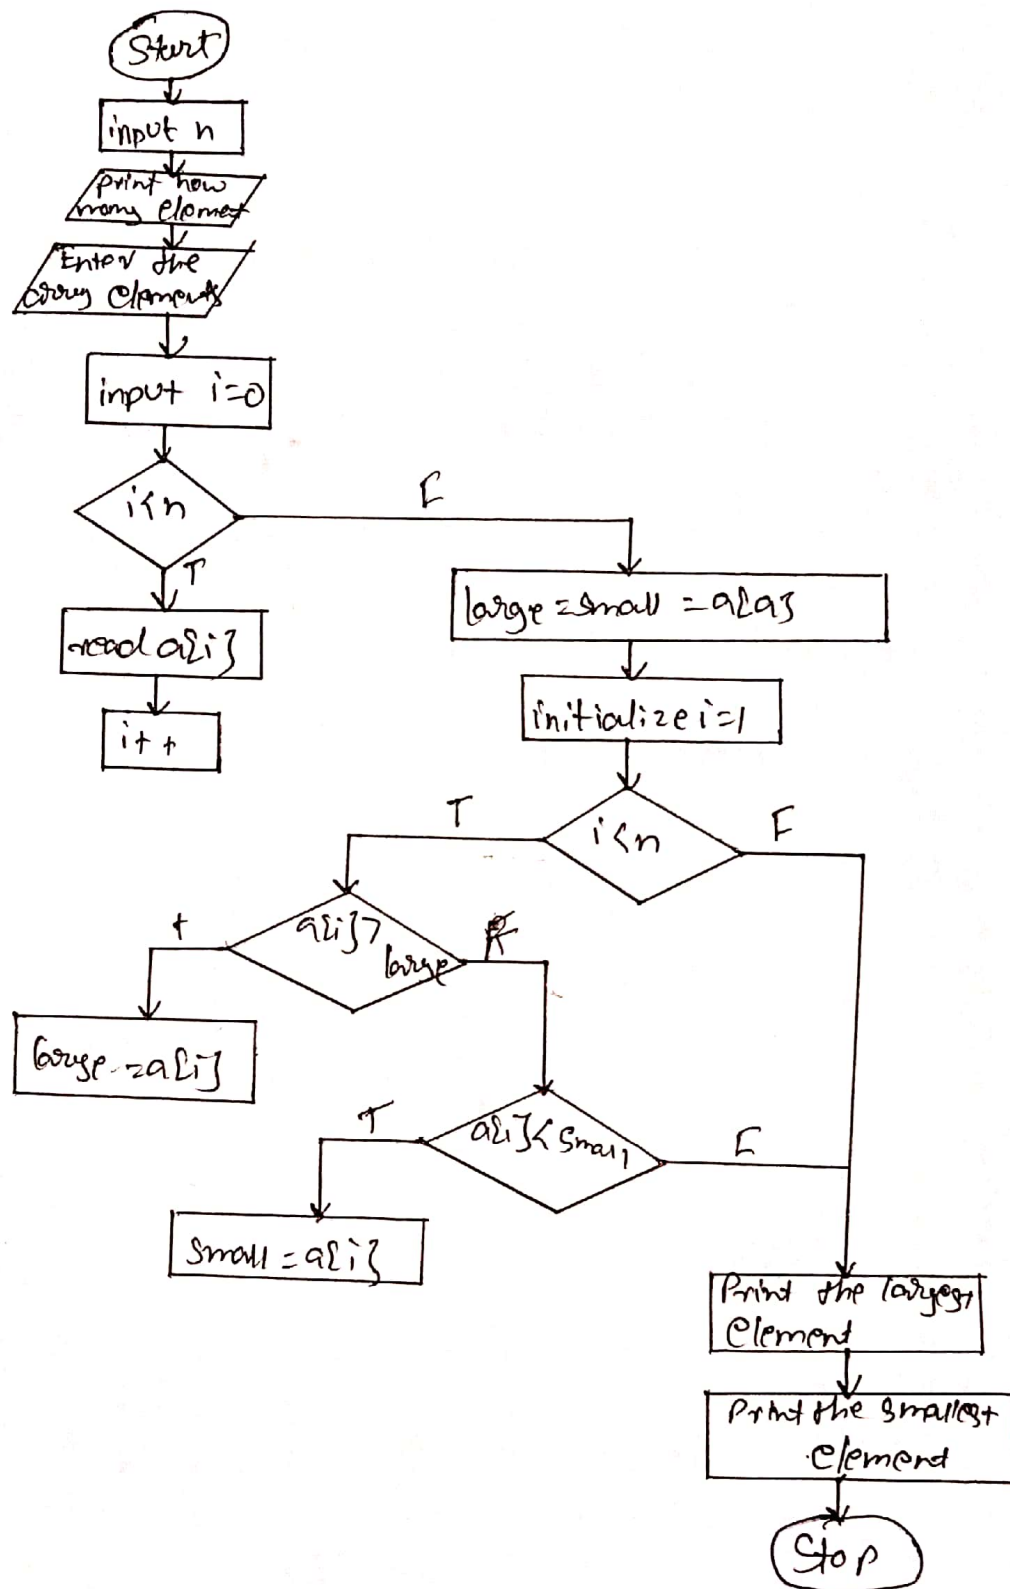 Start
input n
print how
many element
Enter the
array elements
input i=0
i<n
F
T
read a[i]
i++
large = small = a[a]
initialize i=1
i<n
T
F
a[i]>
large
T
F
large = a[i]
a[i]<small
T
F
small = a[i]
Print the largest
element
Print the smallest
element
Stop